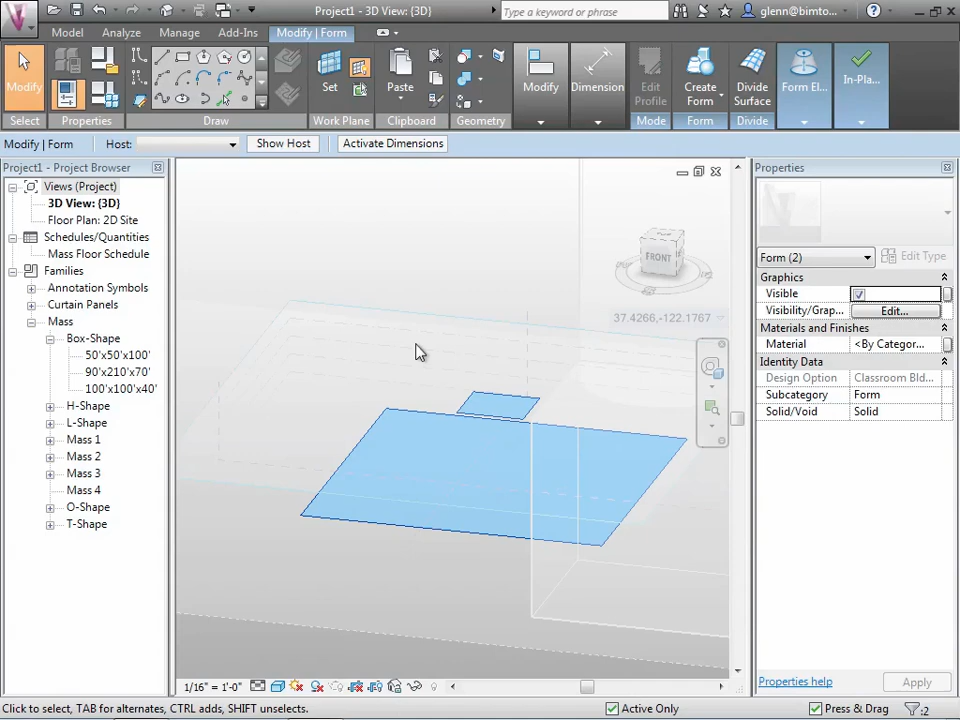 Project1 - 3D View: {3D}
Type a keyword or phrase
glenn@bimto...
Model
Analyze
Manage
Add-Ins
Modify | Form
Modify
Set
Paste
Modify
Dimension
Edit
Profile
Create
Form
Divide
Surface
Form El...
In-Pla...
Select
Properties
Draw
Work Plane
Clipboard
Geometry
Mode
Form
Divide
Modify | Form
Host:
Show Host
Activate Dimensions
Project1 - Project Browser
Views (Project)
3D View: {3D}
Floor Plan: 2D Site
Schedules/Quantities
Mass Floor Schedule
Families
Annotation Symbols
Curtain Panels
Mass
Box-Shape
50'x50'x100'
90'x210'x70'
100'x100'x40'
H-Shape
L-Shape
Mass 1
Mass 2
Mass 3
Mass 4
O-Shape
T-Shape
FRONT
37.4266,-122.1767
Properties
Form (2)
Edit Type
Graphics
Visible
Visibility/Grap...
Edit...
Materials and Finishes
Material
<By Categor...
Identity Data
Design Option
Classroom Bld...
Subcategory
Form
Solid/Void
Solid
Properties help
Apply
1/16" = 1'-0"
Click to select, TAB for alternates, CTRL adds, SHIFT unselects.
Active Only
Press & Drag
:2